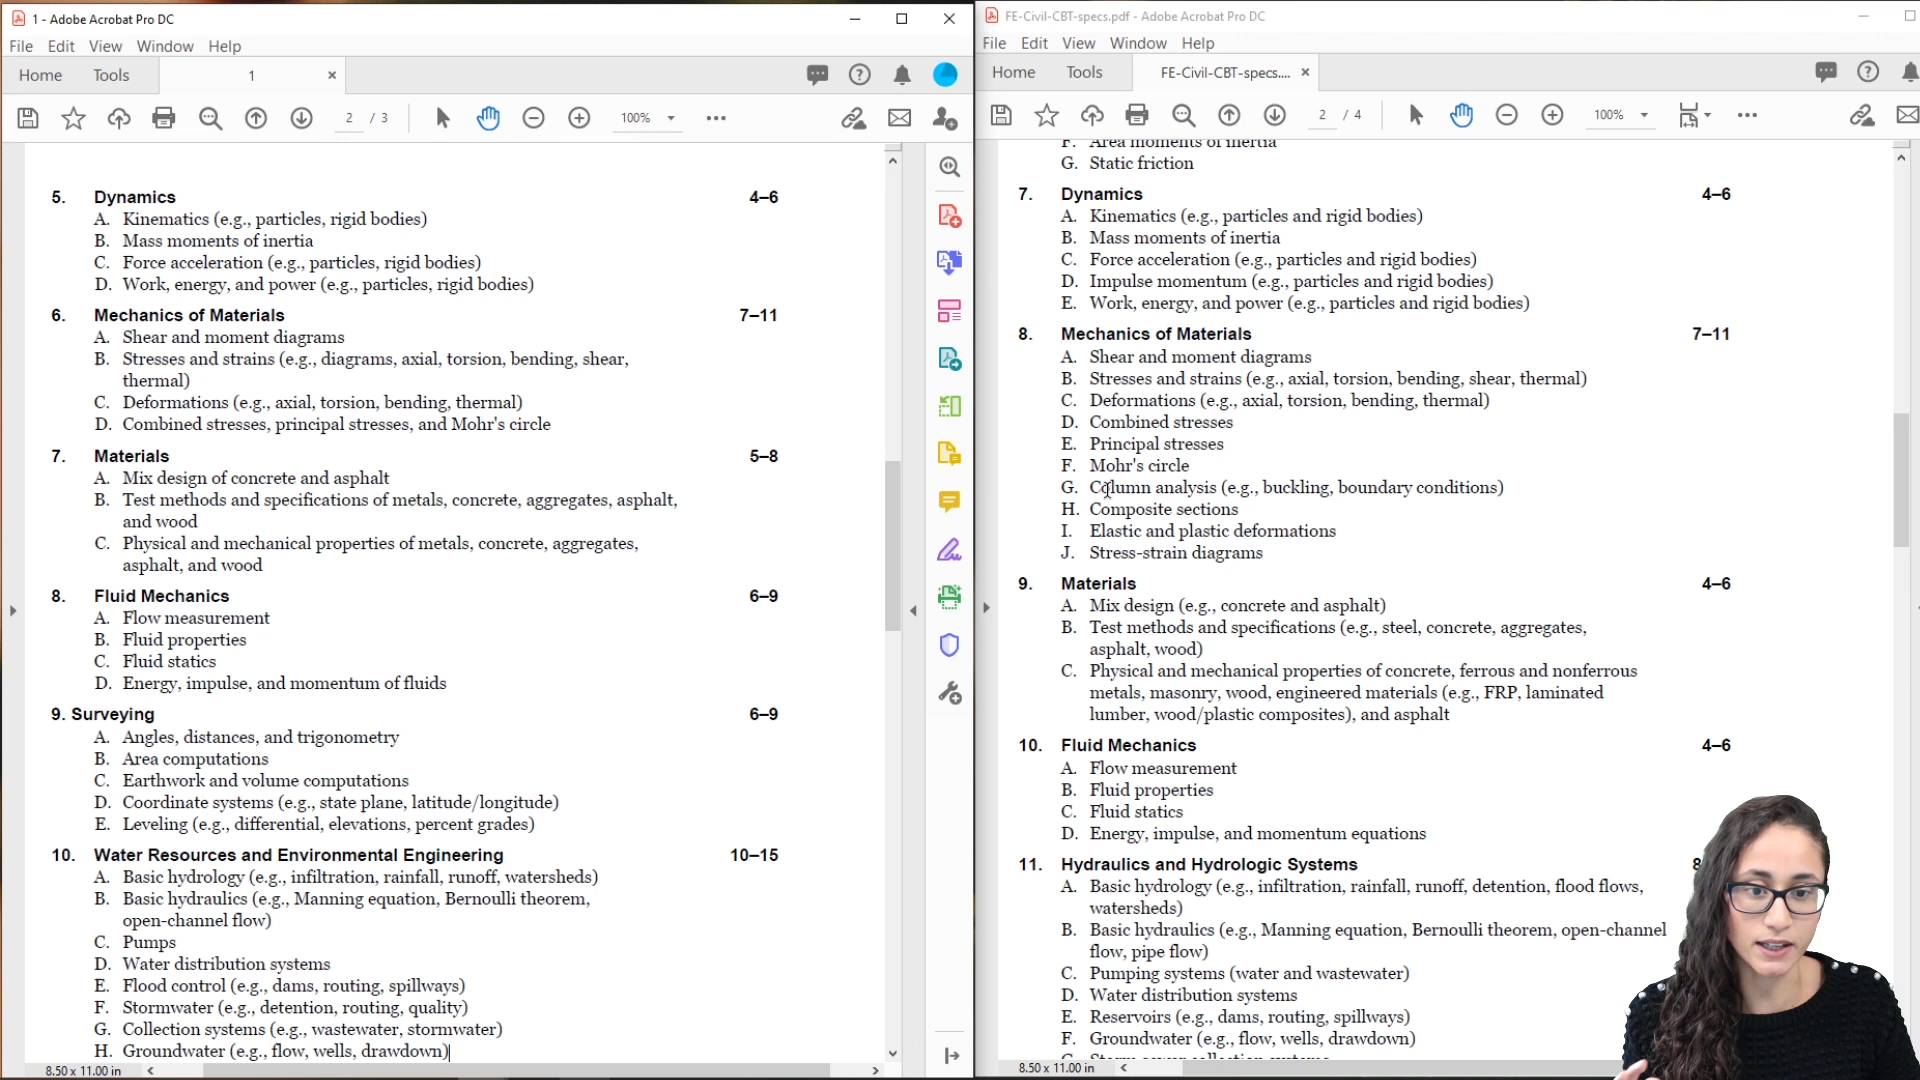 1 - Adobe Acrobat Pro DC
File Edit View Window Help
Home Tools 1
2 / 3 100%
5. Dynamics 4–6
A. Kinematics (e.g., particles, rigid bodies)
B. Mass moments of inertia
C. Force acceleration (e.g., particles, rigid bodies)
D. Work, energy, and power (e.g., particles, rigid bodies)
6. Mechanics of Materials 7–11
A. Shear and moment diagrams
B. Stresses and strains (e.g., diagrams, axial, torsion, bending, shear,
thermal)
C. Deformations (e.g., axial, torsion, bending, thermal)
D. Combined stresses, principal stresses, and Mohr's circle
7. Materials 5–8
A. Mix design of concrete and asphalt
B. Test methods and specifications of metals, concrete, aggregates, asphalt,
and wood
C. Physical and mechanical properties of metals, concrete, aggregates,
asphalt, and wood
8. Fluid Mechanics 6–9
A. Flow measurement
B. Fluid properties
C. Fluid statics
D. Energy, impulse, and momentum of fluids
9. Surveying 6–9
A. Angles, distances, and trigonometry
B. Area computations
C. Earthwork and volume computations
D. Coordinate systems (e.g., state plane, latitude/longitude)
E. Leveling (e.g., differential, elevations, percent grades)
10. Water Resources and Environmental Engineering 10–15
A. Basic hydrology (e.g., infiltration, rainfall, runoff, watersheds)
B. Basic hydraulics (e.g., Manning equation, Bernoulli theorem,
open-channel flow)
C. Pumps
D. Water distribution systems
E. Flood control (e.g., dams, routing, spillways)
F. Stormwater (e.g., detention, routing, quality)
G. Collection systems (e.g., wastewater, stormwater)
H. Groundwater (e.g., flow, wells, drawdown)
8.50 x 11.00 in
FE-Civil-CBT-specs.pdf - Adobe Acrobat Pro DC
File Edit View Window Help
Home Tools FE-Civil-CBT-specs....
2 / 4 100%
F. Area moments of inertia
G. Static friction
7. Dynamics 4–6
A. Kinematics (e.g., particles and rigid bodies)
B. Mass moments of inertia
C. Force acceleration (e.g., particles and rigid bodies)
D. Impulse momentum (e.g., particles and rigid bodies)
E. Work, energy, and power (e.g., particles and rigid bodies)
8. Mechanics of Materials 7–11
A. Shear and moment diagrams
B. Stresses and strains (e.g., axial, torsion, bending, shear, thermal)
C. Deformations (e.g., axial, torsion, bending, thermal)
D. Combined stresses
E. Principal stresses
F. Mohr's circle
G. Column analysis (e.g., buckling, boundary conditions)
H. Composite sections
I. Elastic and plastic deformations
J. Stress-strain diagrams
9. Materials 4–6
A. Mix design (e.g., concrete and asphalt)
B. Test methods and specifications (e.g., steel, concrete, aggregates,
asphalt, wood)
C. Physical and mechanical properties of concrete, ferrous and nonferrous
metals, masonry, wood, engineered materials (e.g., FRP, laminated
lumber, wood/plastic composites), and asphalt
10. Fluid Mechanics 4–6
A. Flow measurement
B. Fluid properties
C. Fluid statics
D. Energy, impulse, and momentum equations
11. Hydraulics and Hydrologic Systems 8
A. Basic hydrology (e.g., infiltration, rainfall, runoff, detention, flood flows,
watersheds)
B. Basic hydraulics (e.g., Manning equation, Bernoulli theorem, open-channel
flow, pipe flow)
C. Pumping systems (water and wastewater)
D. Water distribution systems
E. Reservoirs (e.g., dams, routing, spillways)
F. Groundwater (e.g., flow, wells, drawdown)
8.50 x 11.00 in